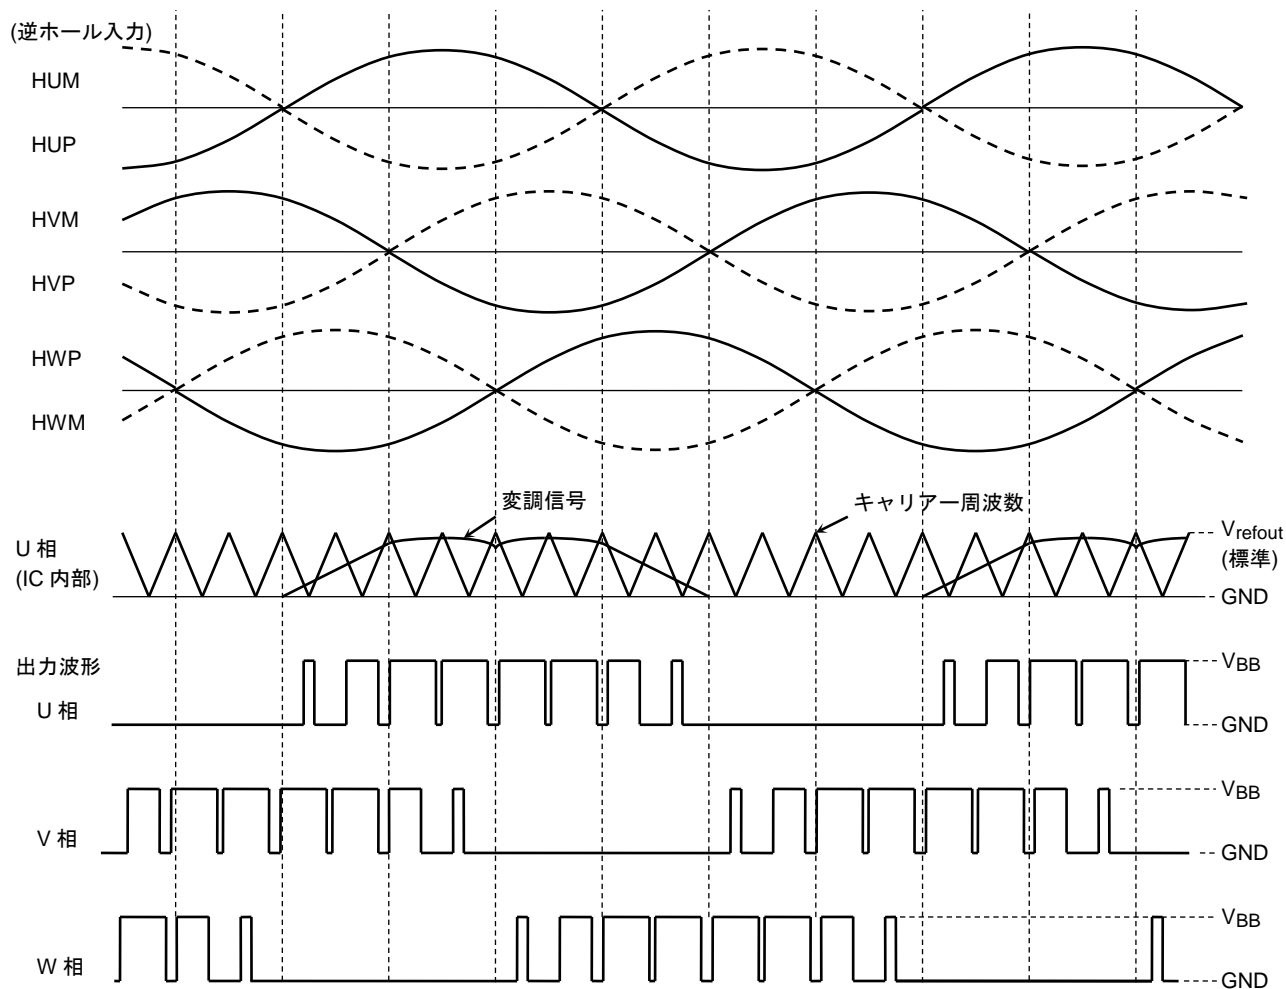 (逆ホール入力)
HUM
HUP
HVM
HVP
HWP
HWM
変調信号
キャリアー周波数
U 相
(IC 内部)
Vrefout
(標準)
GND
出力波形
U 相
VBB
GND
V 相
VBB
GND
W 相
VBB
GND